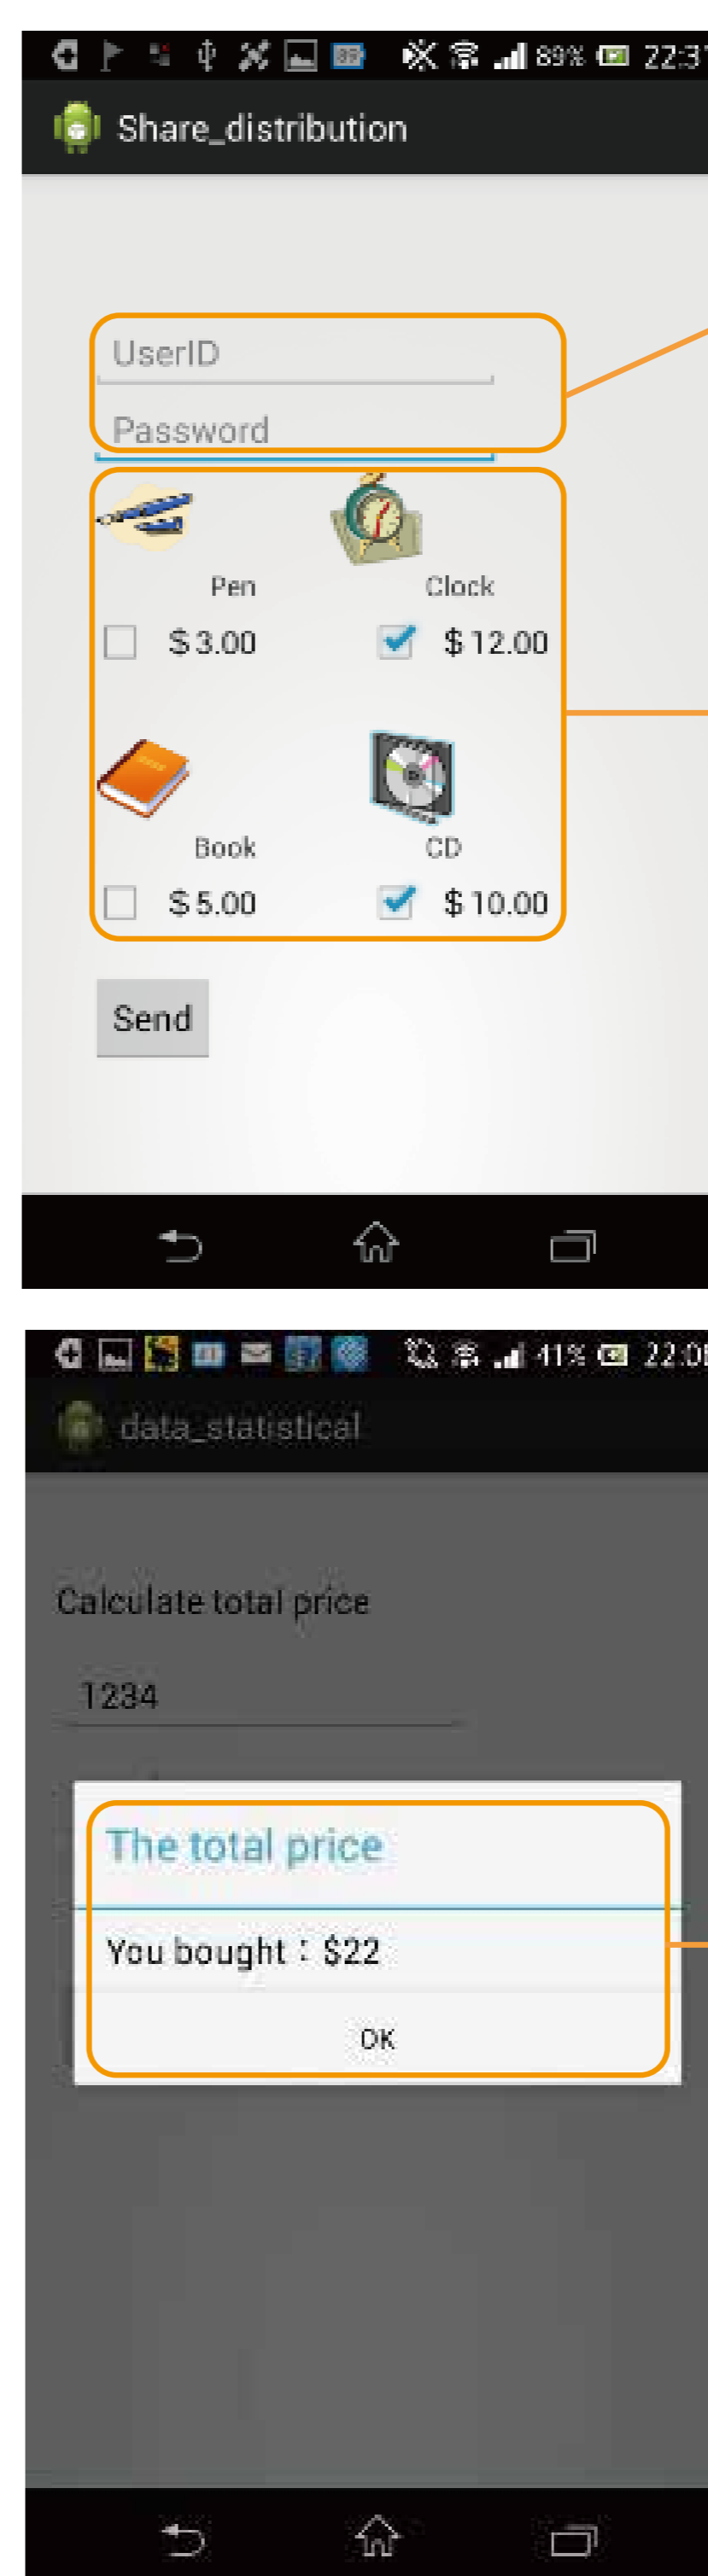 89% 22:3
Share_distribution
UserID
Password
Pen Clock
$3.00 $12.00
Book CD
$5.00 $10.00
Send
41% 22:0
data_statistical
Calculate total price
1234
The total price
You bought : $22
OK